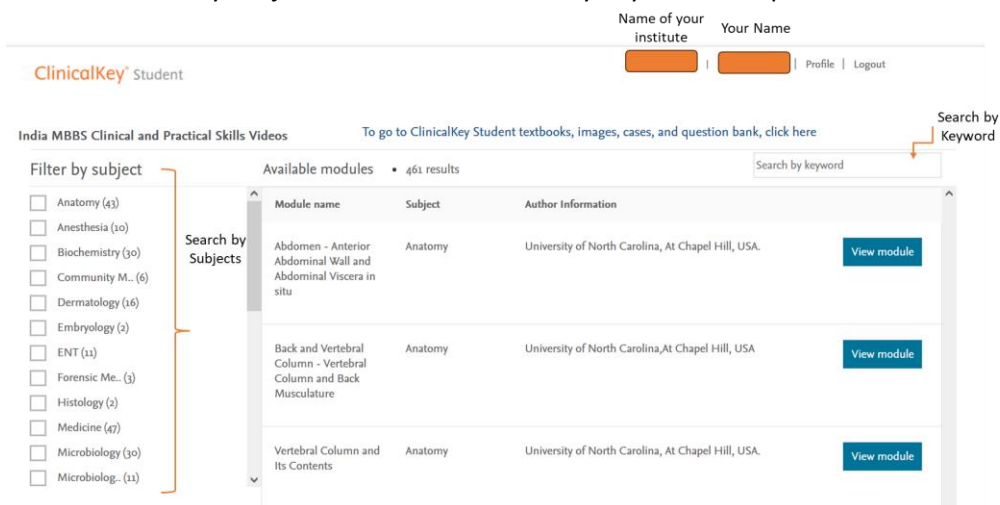 Name of your
institute
Your Name
ClinicalKey® Student
| | Profile | Logout
India MBBS Clinical and Practical Skills Videos
To go to ClinicalKey Student textbooks, images, cases, and question bank, click here
Search by
Keyword
Filter by subject
Available modules • 461 results
Search by keyword
Anatomy (43)
Anesthesia (10)
Biochemistry (30)
Community M.. (6)
Dermatology (16)
Embryology (2)
ENT (11)
Forensic Me.. (3)
Histology (2)
Medicine (47)
Microbiology (30)
Microbiolog.. (11)
Search by
Subjects
Module name Subject Author Information
Abdomen - Anterior
Abdominal Wall and
Abdominal Viscera in
situ
Anatomy
University of North Carolina, At Chapel Hill, USA.
View module
Back and Vertebral
Column - Vertebral
Column and Back
Musculature
Anatomy
University of North Carolina,At Chapel Hill, USA
View module
Vertebral Column and
Its Contents
Anatomy
University of North Carolina, At Chapel Hill, USA.
View module